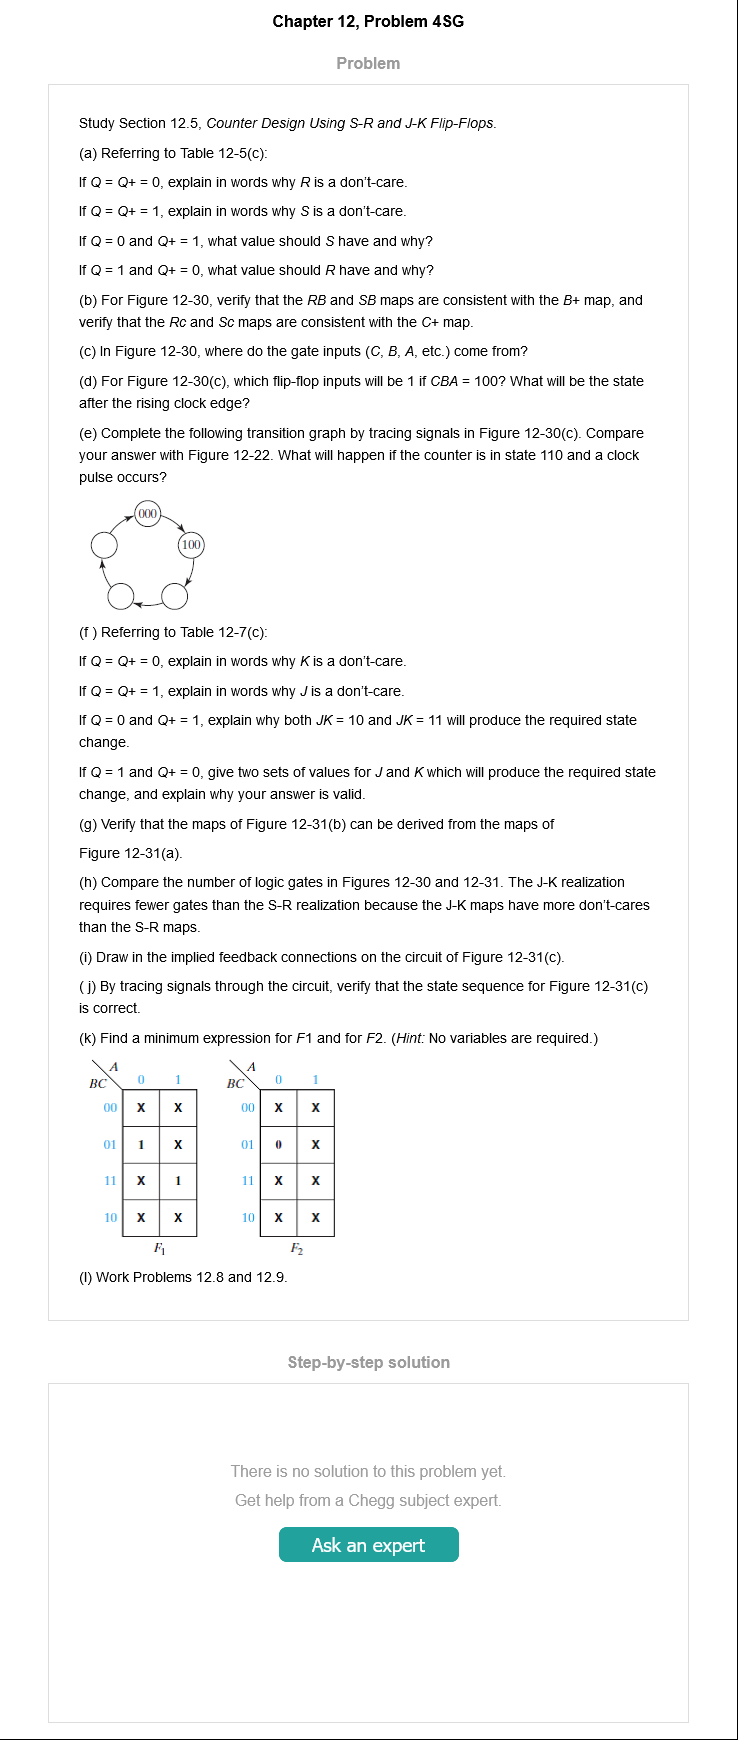 Chapter 12, Problem 4SG
Problem
Study Section 12.5, Counter Design Using S-R and J-K Flip-Flops.
(a) Referring to Table 12-5(c):
If Q = Q+ = 0, explain in words why R is a don't-care.
If Q = Q+ = 1, explain in words why S is a don't-care.
If Q = 0 and Q+ = 1, what value should S have and why?
If Q = 1 and Q+ = 0, what value should R have and why?
(b) For Figure 12-30, verify that the RB and SB maps are consistent with the B+ map, and
verify that the Rc and Sc maps are consistent with the C+ map.
(c) In Figure 12-30, where do the gate inputs (C, B, A, etc.) come from?
(d) For Figure 12-30(c), which flip-flop inputs will be 1 if CBA = 100? What will be the state
after the rising clock edge?
(e) Complete the following transition graph by tracing signals in Figure 12-30(c). Compare
your answer with Figure 12-22. What will happen if the counter is in state 110 and a clock
pulse occurs?
000
100
(f ) Referring to Table 12-7(c):
If Q = Q+ = 0, explain in words why K is a don't-care.
If Q = Q+ = 1, explain in words why J is a don't-care.
If Q = 0 and Q+ = 1, explain why both JK = 10 and JK = 11 will produce the required state
change.
If Q = 1 and Q+ = 0, give two sets of values for J and K which will produce the required state
change, and explain why your answer is valid.
(g) Verify that the maps of Figure 12-31(b) can be derived from the maps of
Figure 12-31(a).
(h) Compare the number of logic gates in Figures 12-30 and 12-31. The J-K realization
requires fewer gates than the S-R realization because the J-K maps have more don't-cares
than the S-R maps.
(i) Draw in the implied feedback connections on the circuit of Figure 12-31(c).
( j) By tracing signals through the circuit, verify that the state sequence for Figure 12-31(c)
is correct.
(k) Find a minimum expression for F1 and for F2. (Hint: No variables are required.)
A A
BC 0 1 BC 0 1
00 X X 00 X X
01 1 X 01 0 X
11 X 1 11 X X
10 X X 10 X X
F1 F2
(l) Work Problems 12.8 and 12.9.
Step-by-step solution
There is no solution to this problem yet.
Get help from a Chegg subject expert.
Ask an expert